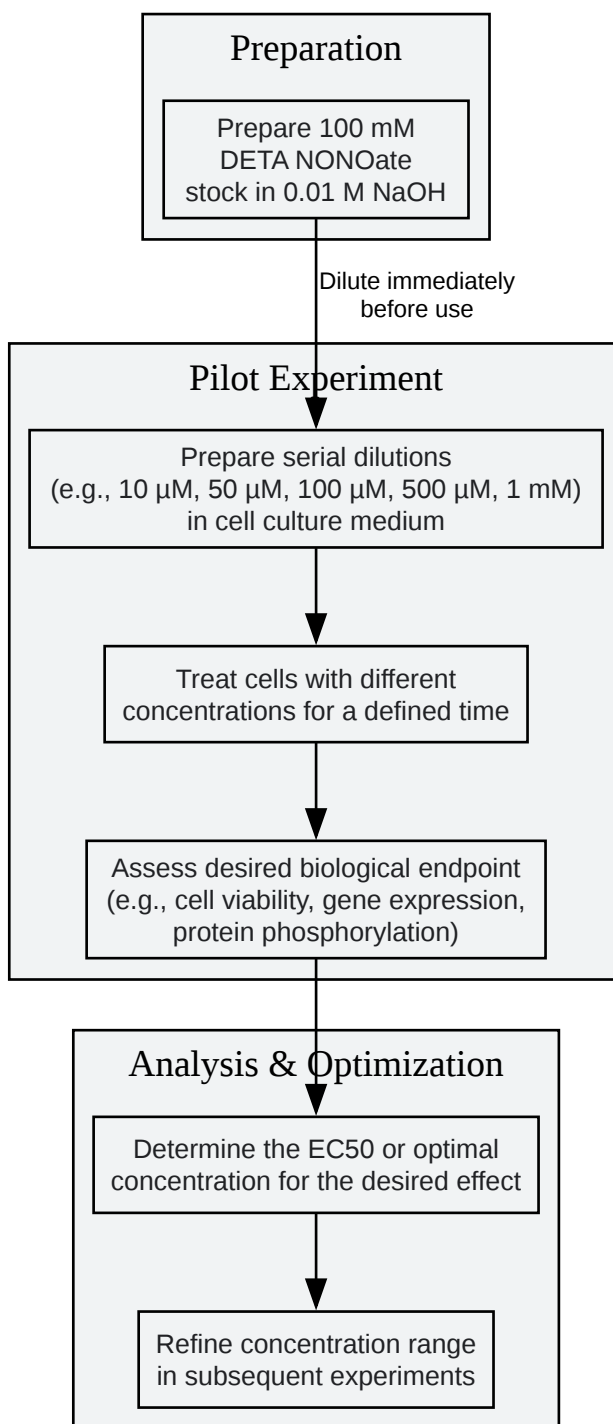 Preparation
Prepare 100 mM
DETA NONOate
stock in 0.01 M NaOH
Dilute immediately
before use
Pilot Experiment
Prepare serial dilutions
(e.g., 10 µM, 50 µM, 100 µM, 500 µM, 1 mM)
in cell culture medium
Treat cells with different
concentrations for a defined time
Assess desired biological endpoint
(e.g., cell viability, gene expression,
protein phosphorylation)
Analysis & Optimization
Determine the EC50 or optimal
concentration for the desired effect
Refine concentration range
in subsequent experiments